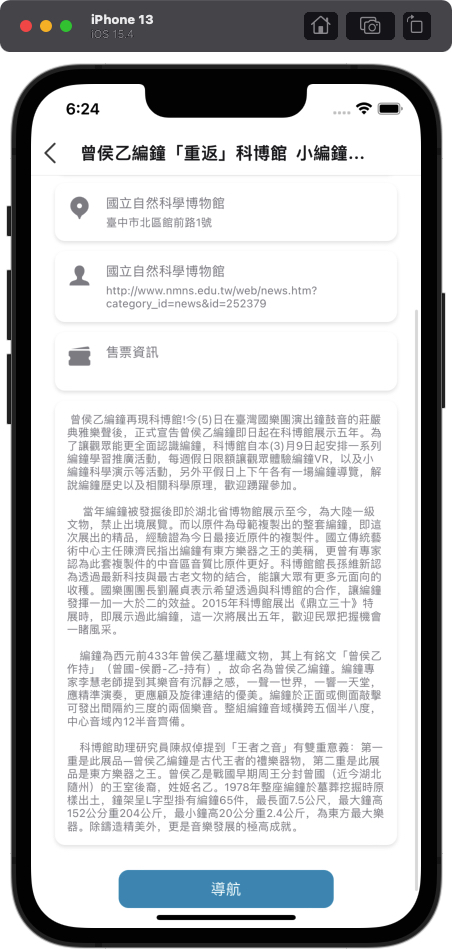 iPhone 13
iOS 15.4
6:24
曾侯乙編鐘「重返」科博館 小編鐘...
國立自然科學博物館
臺中市北區館前路1號
國立自然科學博物館
http://www.nmns.edu.tw/web/news.htm?
category_id=news&id=252379
售票資訊
曾侯乙編鐘再現科博館!今(5)日在臺灣國樂團演出鐘鼓音的莊嚴
典雅樂聲後，正式宣告曾侯乙編鐘即日起在科博館展示五年。為
了讓觀眾能更全面認識編鐘，科博館自本(3)月9日起安排一系列
編鐘學習推廣活動，每週假日限額讓觀眾體驗編鐘VR，以及小
編鐘科學演示等活動，另外平假日上下午各有一場編鐘導覽，解
說編鐘歷史以及相關科學原理，歡迎踴躍參加。
當年編鐘被發掘後即於湖北省博物館展示至今，為大陸一級
文物，禁止出境展覽。而以原件為母範複製出的整套編鐘，即這
次展出的精品，經驗證為今日最接近原件的複製件。國立傳統藝
術中心主任陳濟民指出編鐘有東方樂器之王的美稱，更曾有專家
認為此套複製件的中音區音質比原件更好。科博館館長孫維新認
為透過最新科技與最古老文物的結合，能讓大眾有更多元面向的
收穫。國樂團團長劉麗貞表示希望透過與科博館的合作，讓編鐘
發揮一加一大於二的效益。2015年科博館展出《鼎立三十》特
展時，即展示過此編鐘，這一次將展出五年，歡迎民眾把握機會
一睹風采。
編鐘為西元前433年曾侯乙墓埋藏文物，其上有銘文「曾侯乙
作持」（曾國-侯爵-乙-持有），故命名為曾侯乙編鐘。編鐘專
家李慧老師提到其樂音有沉靜之感，一聲一世界，一響一天堂，
應精準演奏，更應顧及旋律連結的優美。編鐘於正面或側面敲擊
可發出間隔約三度的兩個樂音。整組編鐘音域橫跨五個半八度，
中心音域內12半音齊備。
科博館助理研究員陳叔倬提到「王者之音」有雙重意義：第一
重是此展品—曾侯乙編鐘是古代王者的禮樂器物，第二重是此展
品是東方樂器之王。曾侯乙是戰國早期周王分封曾國（近今湖北
隨州）的王室後裔，姓姬名乙。1978年整座編鐘於墓葬挖掘時原
樣出土，鐘架呈L字型掛有編鐘65件，最長面7.5公尺，最大鐘高
152公分重204公斤，最小鐘高20公分重2.4公斤，為東方最大樂
器。除鑄造精美外，更是音樂發展的極高成就。
導航